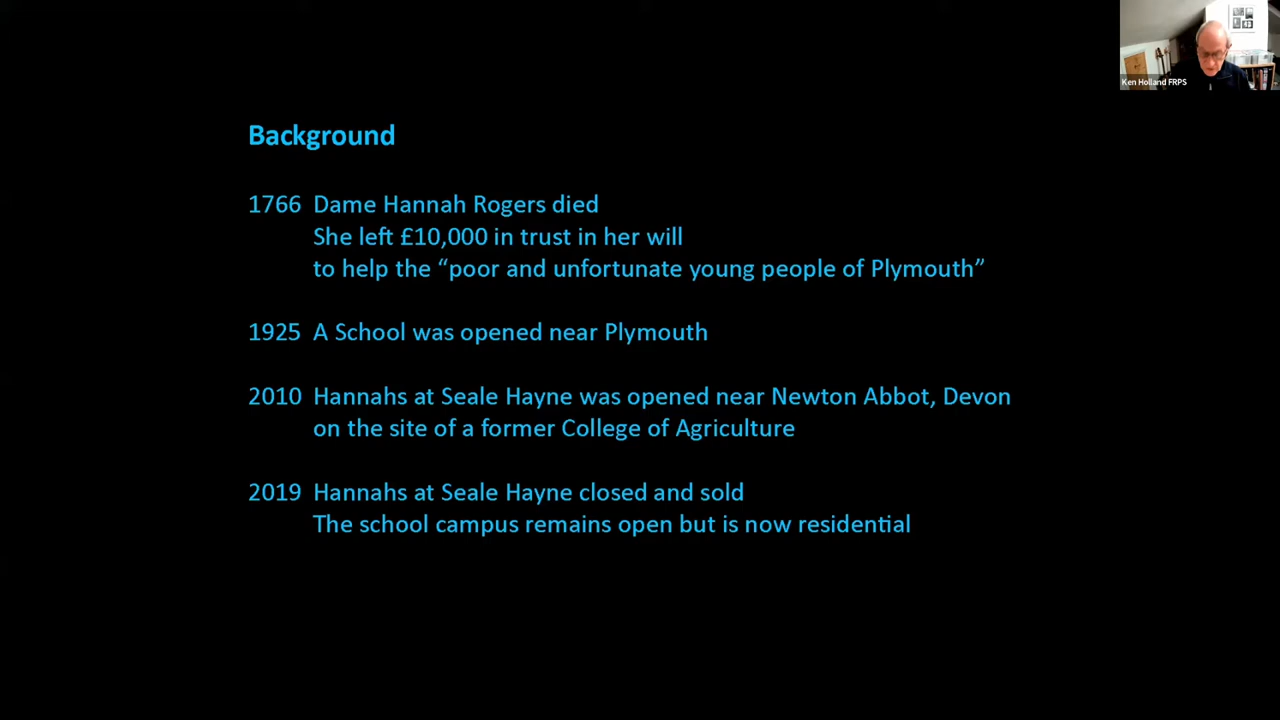 Ken Holland FRPS
Background
1766 Dame Hannah Rogers died
She left £10,000 in trust in her will
to help the “poor and unfortunate young people of Plymouth”
1925 A School was opened near Plymouth
2010 Hannahs at Seale Hayne was opened near Newton Abbot, Devon
on the site of a former College of Agriculture
2019 Hannahs at Seale Hayne closed and sold
The school campus remains open but is now residential